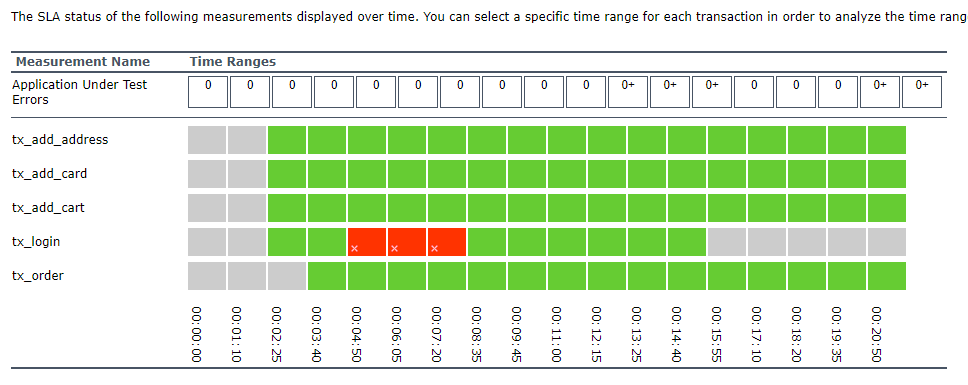 The SLA status of the following measurements displayed over time. You can select a specific time range for each transaction in order to analyze the time rang
Measurement Name Time Ranges
Application Under Test Errors 0 0 0 0 0 0 0 0 0 0 0+ 0+ 0+ 0 0 0 0+ 0+
tx_add_address
tx_add_card
tx_add_cart
tx_login × × ×
tx_order
00:00:00 00:01:10 00:02:25 00:03:40 00:04:50 00:06:05 00:07:20 00:08:35 00:09:45 00:11:00 00:12:15 00:13:25 00:14:40 00:15:55 00:17:10 00:18:20 00:19:35 00:20:50